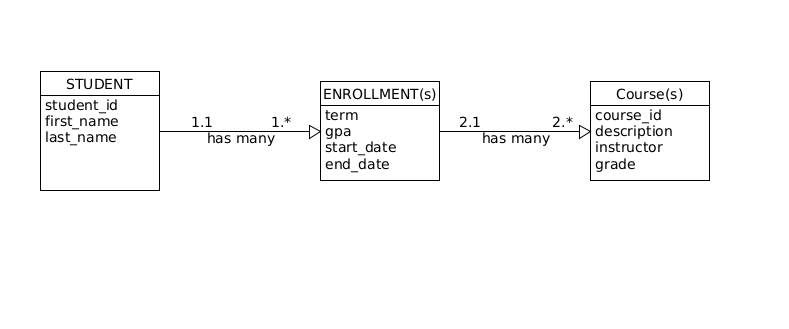 STUDENT
student_id
first_name
last_name
1.1
1.*
has many
ENROLLMENT(s)
term
gpa
start_date
end_date
2.1
2.*
has many
Course(s)
course_id
description
instructor
grade